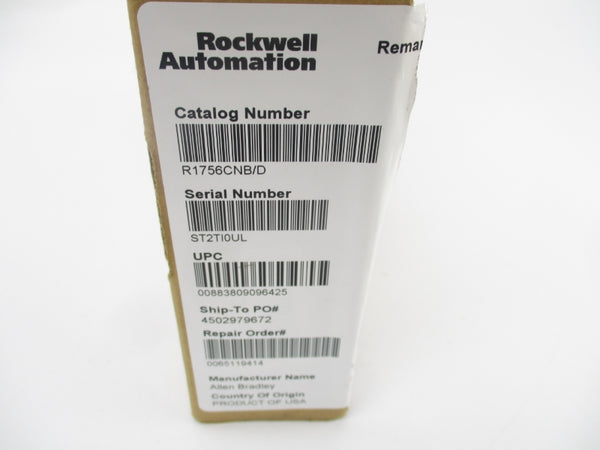 Rockwell
Automation
Catalog Number
R1756CNB/D
Serial Number
ST2TI0UL
UPC
00883809096425
Ship-To PO#
4502979672
Repair Order#
0065119414
Manufacturer Name
Allen Bradley
Country Of Origin
PRODUCT OF USA